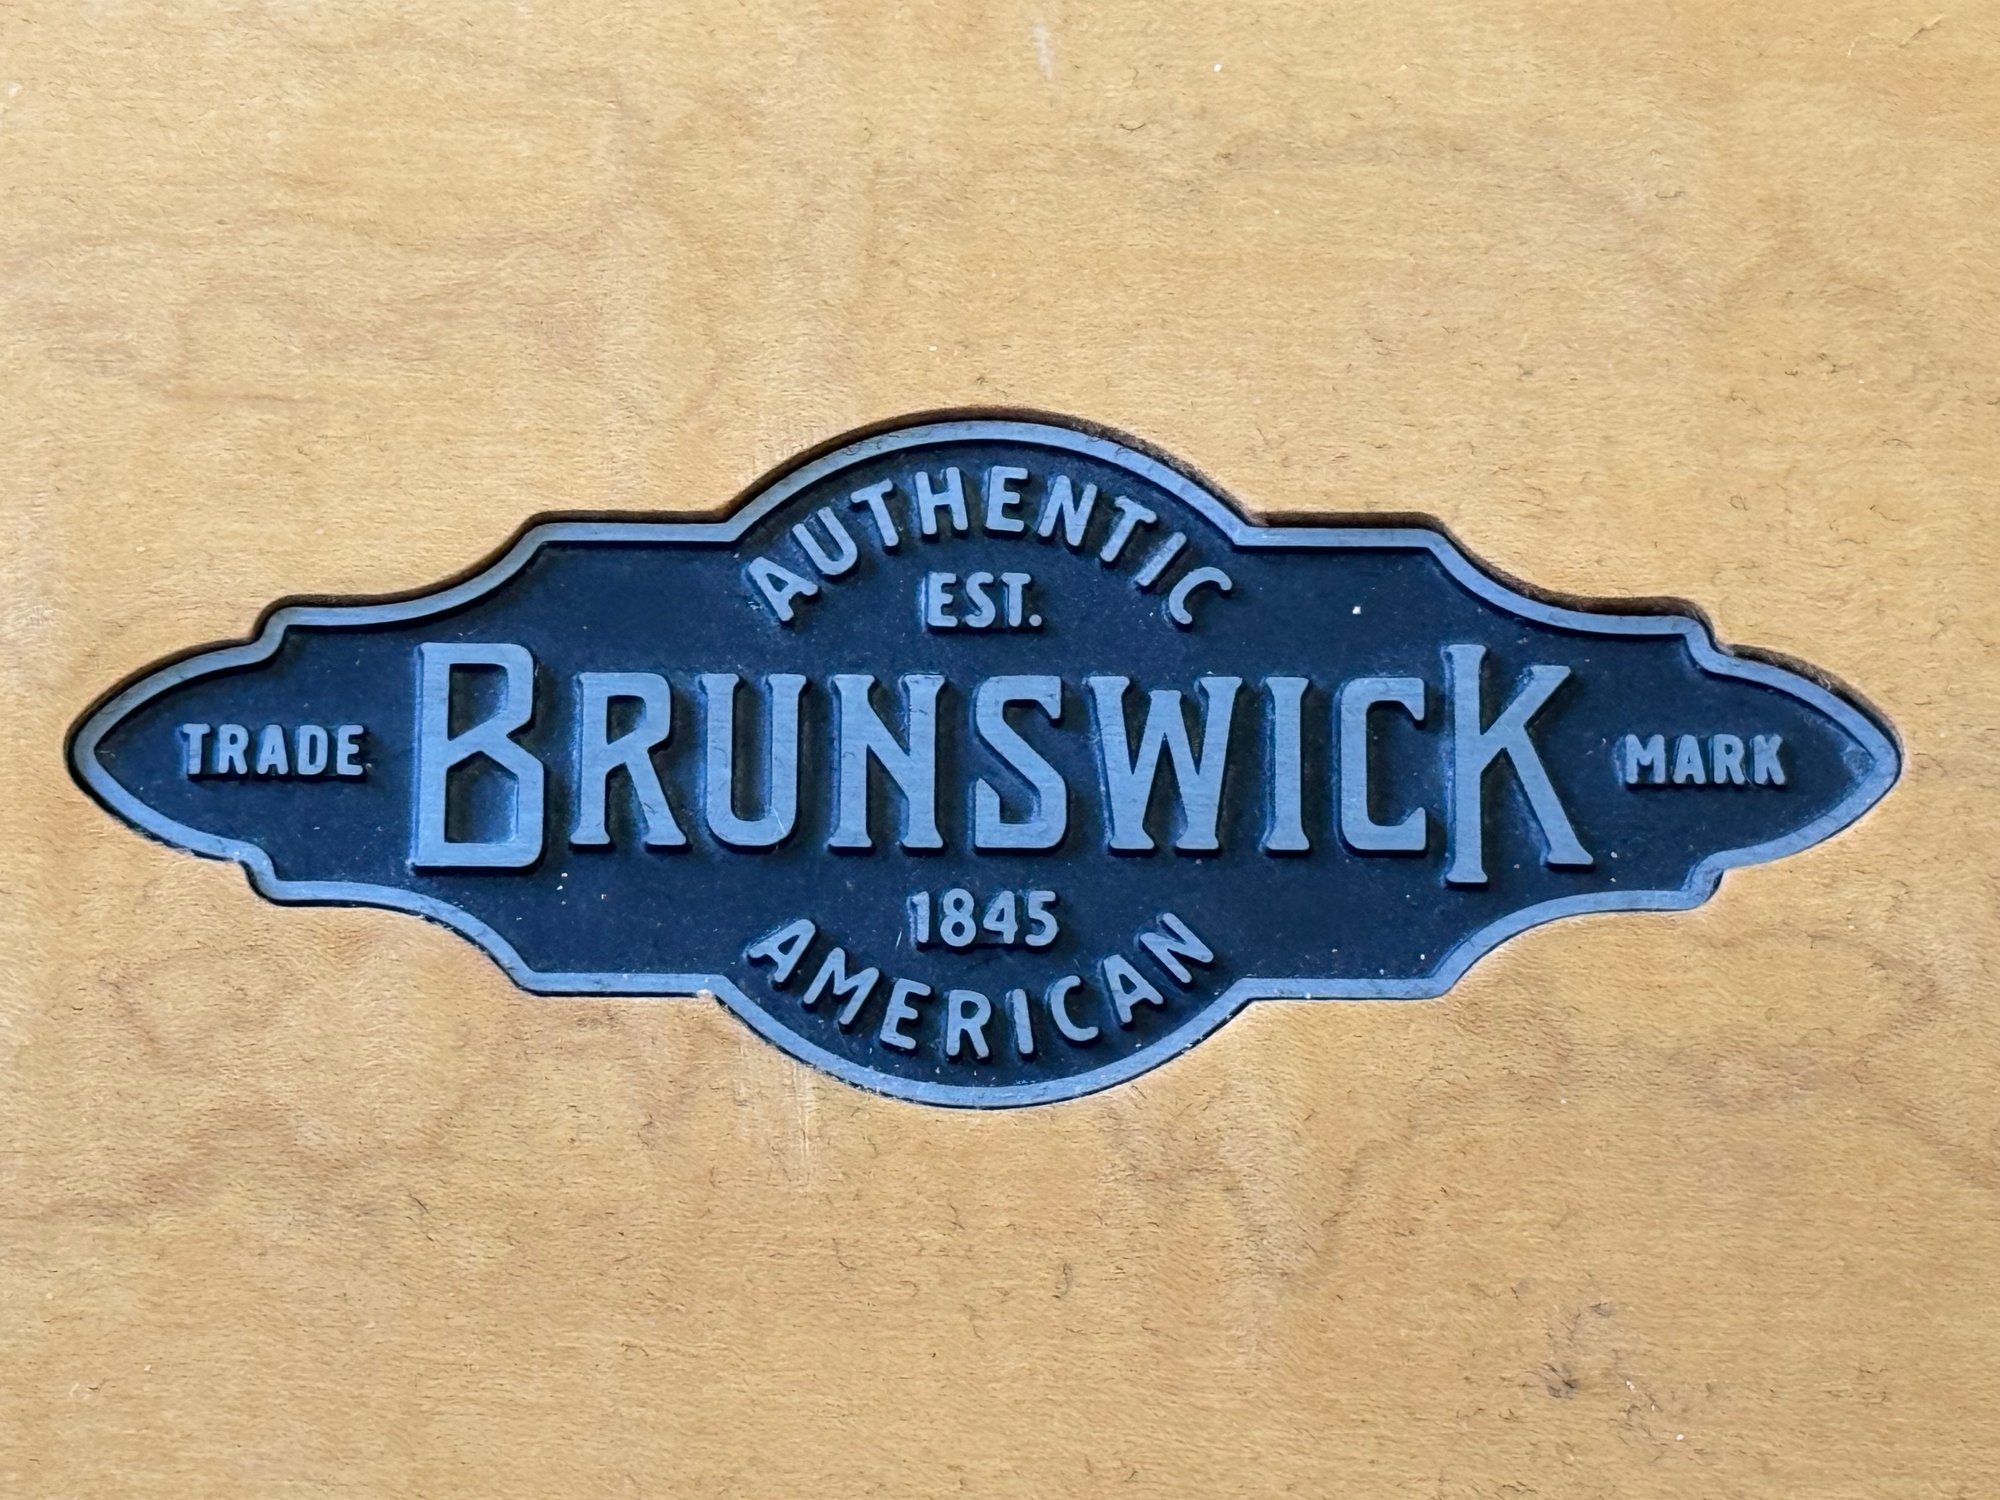 AUTHENTIC
EST.
TRADE BRUNSWICK MARK
1845
AMERICAN